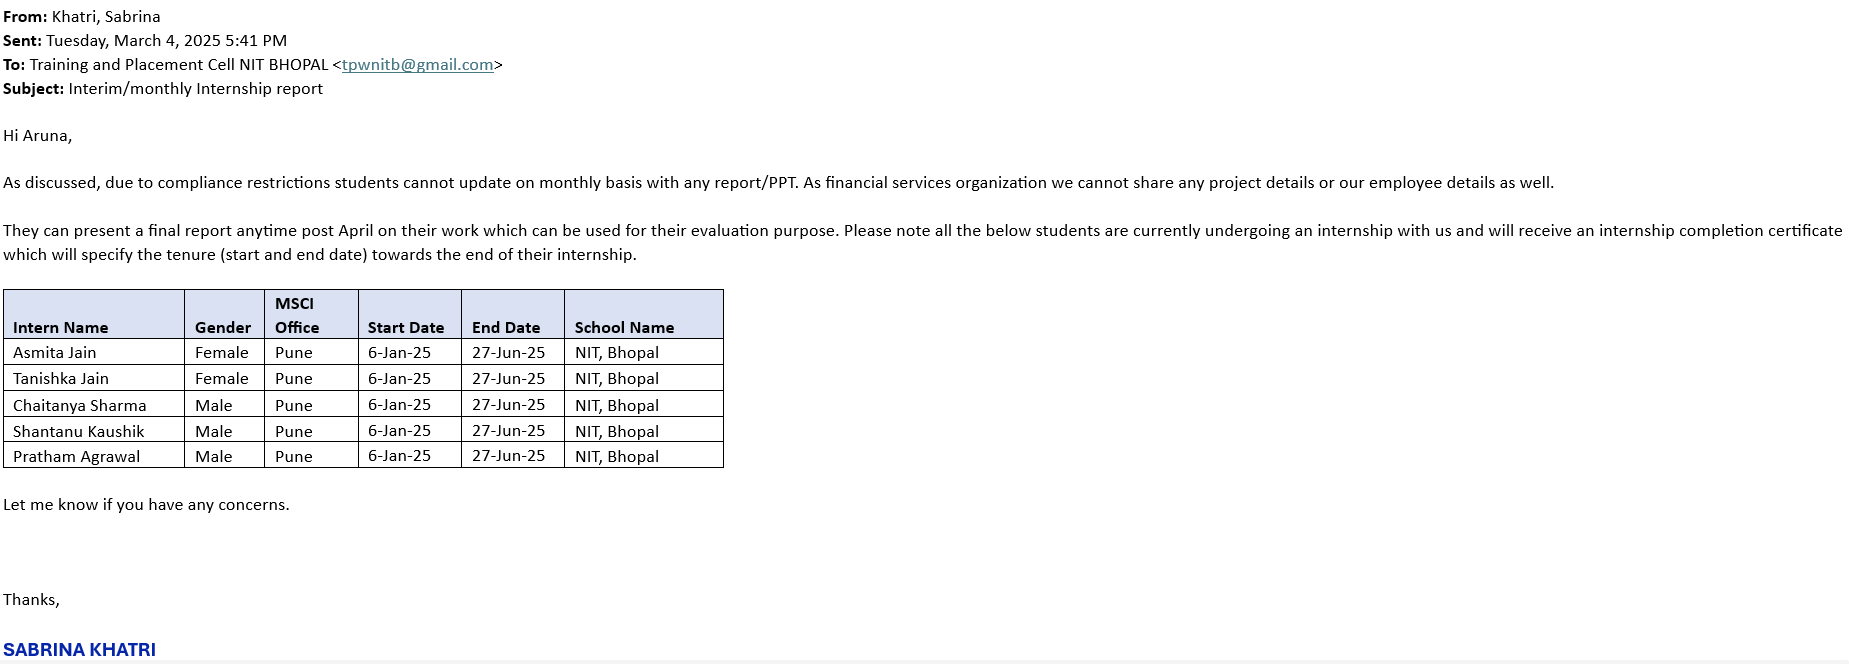 From: Khatri, Sabrina
Sent: Tuesday, March 4, 2025 5:41 PM
To: Training and Placement Cell NIT BHOPAL <tpwnitb@gmail.com>
Subject: Interim/monthly Internship report
Hi Aruna,
As discussed, due to compliance restrictions students cannot update on monthly basis with any report/PPT. As financial services organization we cannot share any project details or our employee details as well.
They can present a final report anytime post April on their work which can be used for their evaluation purpose. Please note all the below students are currently undergoing an internship with us and will receive an internship completion certificate
which will specify the tenure (start and end date) towards the end of their internship.
Intern Name Gender MSCI Office Start Date End Date School Name
Asmita Jain Female Pune 6-Jan-25 27-Jun-25 NIT, Bhopal
Tanishka Jain Female Pune 6-Jan-25 27-Jun-25 NIT, Bhopal
Chaitanya Sharma Male Pune 6-Jan-25 27-Jun-25 NIT, Bhopal
Shantanu Kaushik Male Pune 6-Jan-25 27-Jun-25 NIT, Bhopal
Pratham Agrawal Male Pune 6-Jan-25 27-Jun-25 NIT, Bhopal
Let me know if you have any concerns.
Thanks,
SABRINA KHATRI